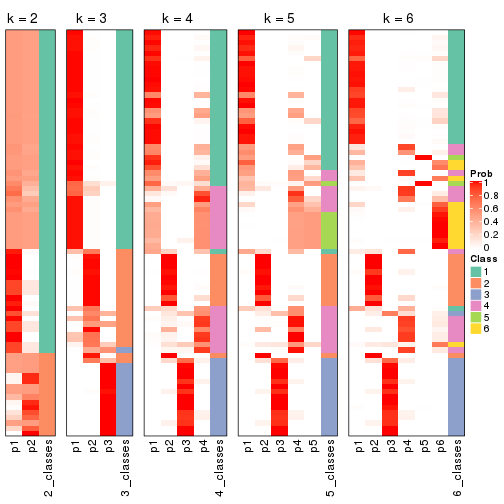 k = 2
k = 3
k = 4
k = 5
k = 6
p1
p2
2_classes
p1
p2
p3
3_classes
p1
p2
p3
p4
4_classes
p1
p2
p3
p4
p5
5_classes
p1
p2
p3
p4
p5
p6
6_classes
Prob
1
0.8
0.6
0.4
0.2
0
Class
1
2
3
4
5
6